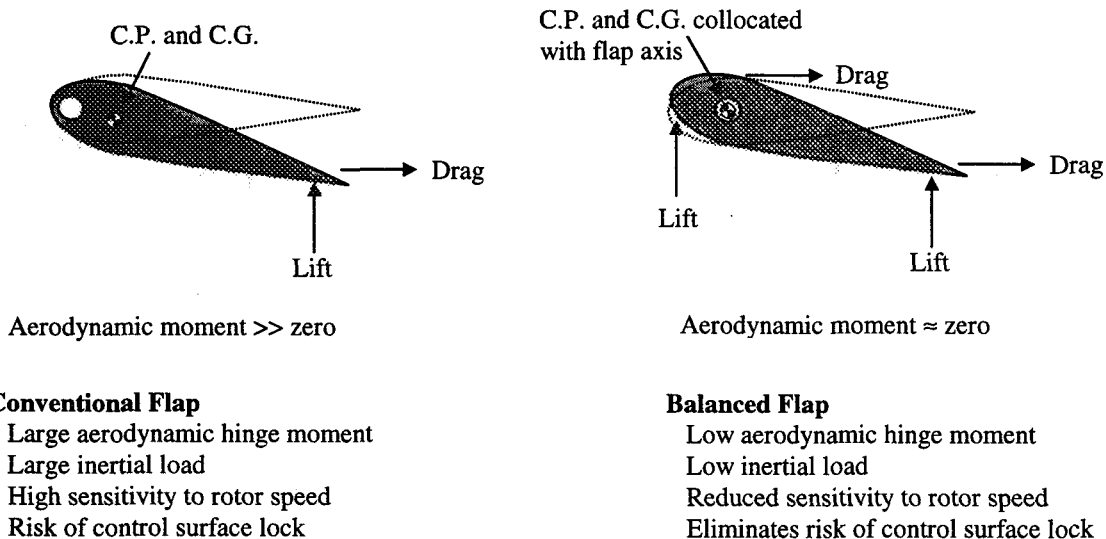 C.P. and C.G.
Drag
Lift
Aerodynamic moment >> zero
Conventional Flap
Large aerodynamic hinge moment
Large inertial load
High sensitivity to rotor speed
Risk of control surface lock
C.P. and C.G. collocated
with flap axis
Drag
Drag
Lift
Lift
Aerodynamic moment ≈ zero
Balanced Flap
Low aerodynamic hinge moment
Low inertial load
Reduced sensitivity to rotor speed
Eliminates risk of control surface lock